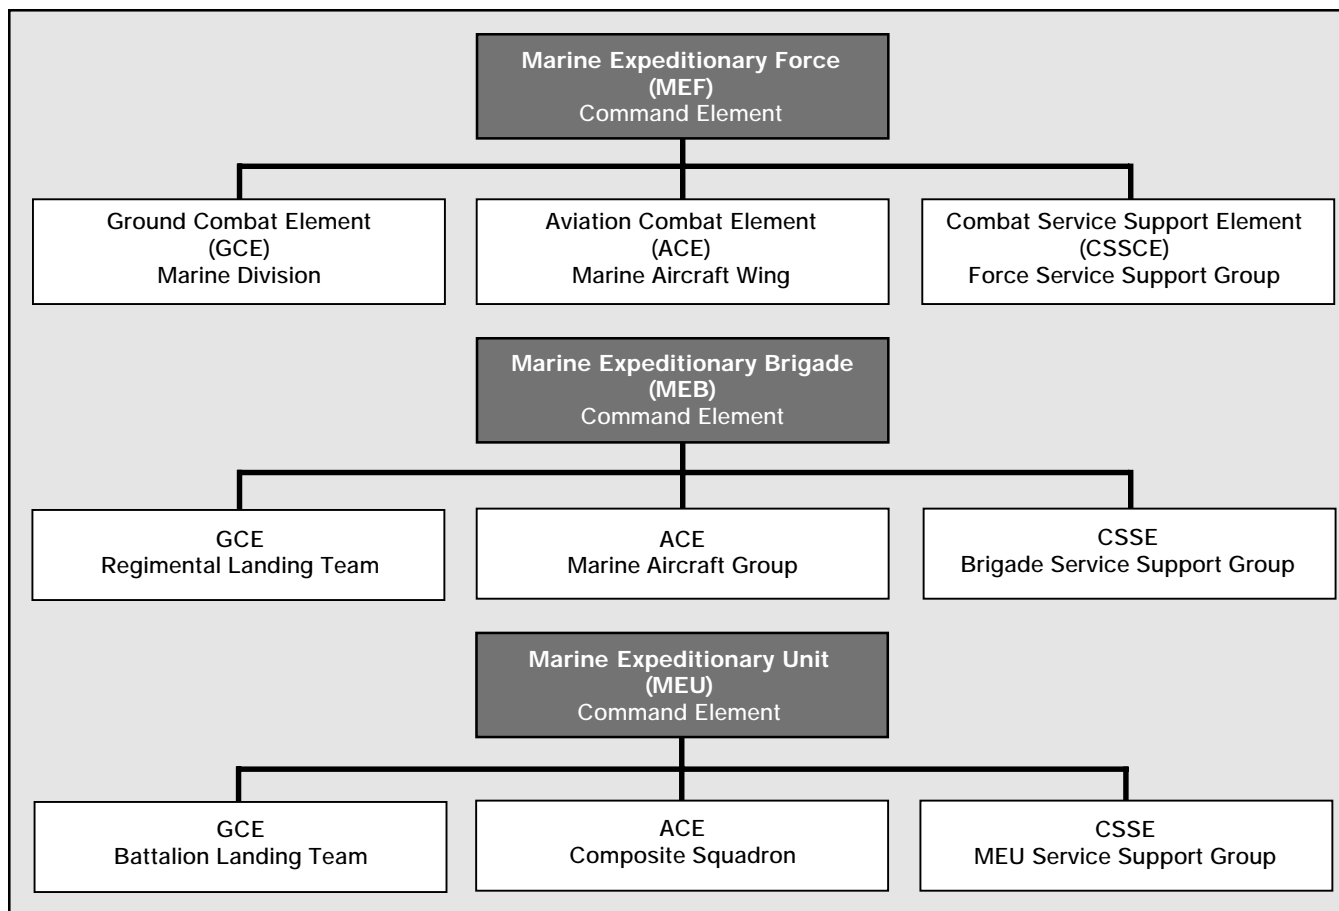 Marine Expeditionary Force
(MEF)
Command Element
Ground Combat Element
(GCE)
Marine Division
Aviation Combat Element
(ACE)
Marine Aircraft Wing
Combat Service Support Element
(CSSCE)
Force Service Support Group
Marine Expeditionary Brigade
(MEB)
Command Element
GCE
Regimental Landing Team
ACE
Marine Aircraft Group
CSSE
Brigade Service Support Group
Marine Expeditionary Unit
(MEU)
Command Element
GCE
Battalion Landing Team
ACE
Composite Squadron
CSSE
MEU Service Support Group